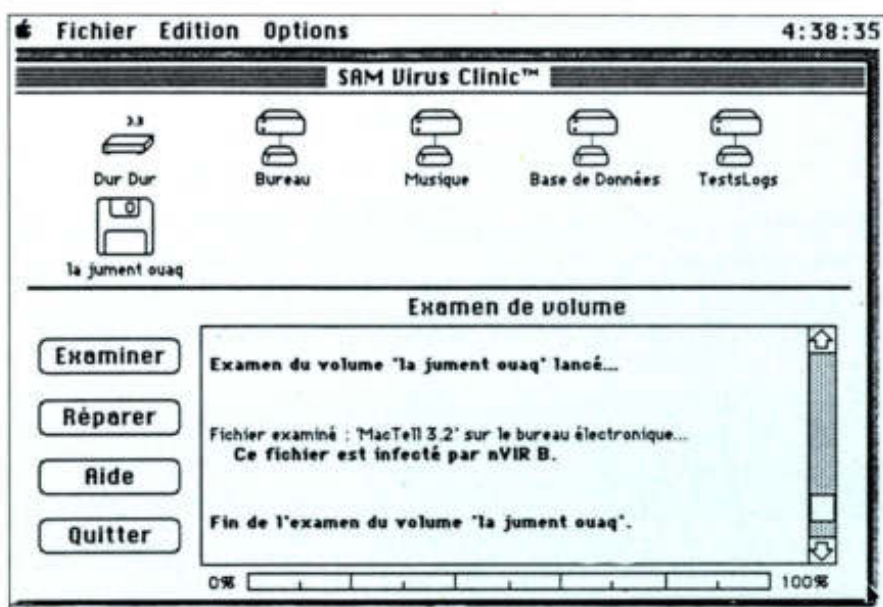 Fichier Edition Options 4:38:35
SAM Virus Clinic™
Dur Dur Bureau Musique Base de Données TestsLogs
la jument ouaq
Examen de volume
Examiner
Réparer
Aide
Quitter
Examen du volume "la jument ouaq" lancé...
Fichier examiné : 'MacTell 3.2' sur le bureau électronique...
Ce fichier est infecté par nVIR B.
Fin de l'examen du volume "la jument ouaq".
0% 100%